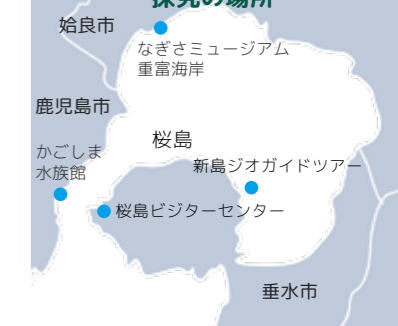 探究の場所
姶良市
なぎさミュージアム
重富海岸
鹿児島市
桜島
かごしま
水族館
新島ジオガイドツアー
桜島ビジターセンター
垂水市